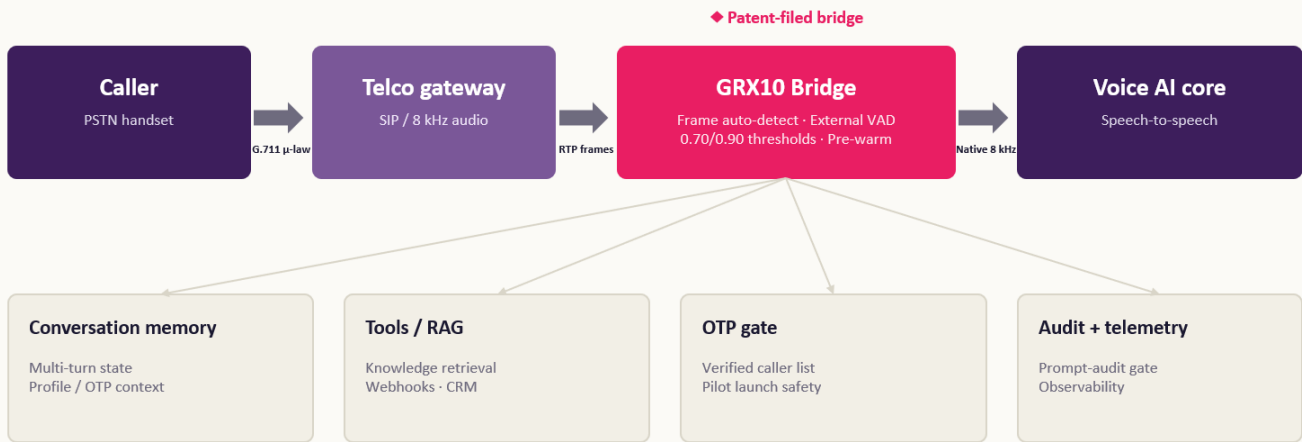 ◆ Patent-filed bridge
Caller
PSTN handset
G.711 μ-law
Telco gateway
SIP / 8 kHz audio
RTP frames
GRX10 Bridge
Frame auto-detect · External VAD
0.70/0.90 thresholds · Pre-warm
Native 8 kHz
Voice AI core
Speech-to-speech
Conversation memory
Multi-turn state
Profile / OTP context
Tools / RAG
Knowledge retrieval
Webhooks · CRM
OTP gate
Verified caller list
Pilot launch safety
Audit + telemetry
Prompt-audit gate
Observability